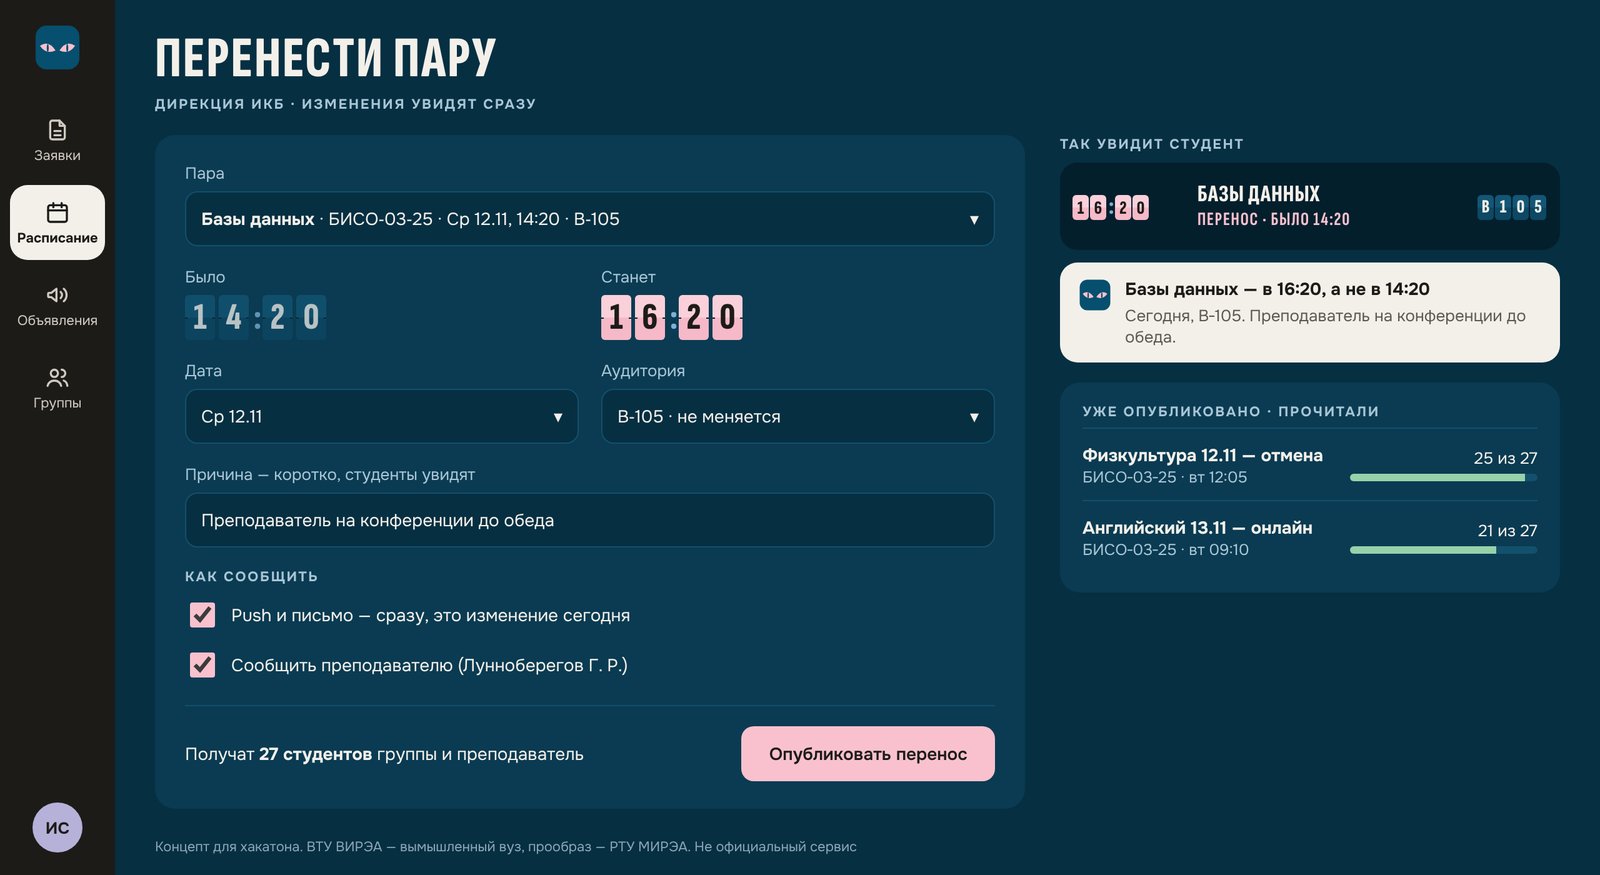 ПЕРЕНЕСТИ ПАРУ
ДИРЕКЦИЯ ИКБ · ИЗМЕНЕНИЯ УВИДЯТ СРАЗУ
Заявки
Расписание
Объявления
Группы
ИС
Пара
Базы данных · БИСО-03-25 · Ср 12.11, 14:20 · В-105
Было
14:20
Станет
16:20
Дата
Ср 12.11
Аудитория
В-105 · не меняется
Причина — коротко, студенты увидят
Преподаватель на конференции до обеда
КАК СООБЩИТЬ
Push и письмо — сразу, это изменение сегодня
Сообщить преподавателю (Лунноберегов Г. Р.)
Получат 27 студентов группы и преподаватель
Опубликовать перенос
ТАК УВИДИТ СТУДЕНТ
16:20
БАЗЫ ДАННЫХ
ПЕРЕНОС · БЫЛО 14:20
В105
Базы данных — в 16:20, а не в 14:20
Сегодня, В-105. Преподаватель на конференции до
обеда.
УЖЕ ОПУБЛИКОВАНО · ПРОЧИТАЛИ
Физкультура 12.11 — отмена
БИСО-03-25 · вт 12:05
25 из 27
Английский 13.11 — онлайн
БИСО-03-25 · вт 09:10
21 из 27
Концепт для хакатона. ВТУ ВИРЭА — вымышленный вуз, прообраз — РТУ МИРЭА. Не официальный сервис